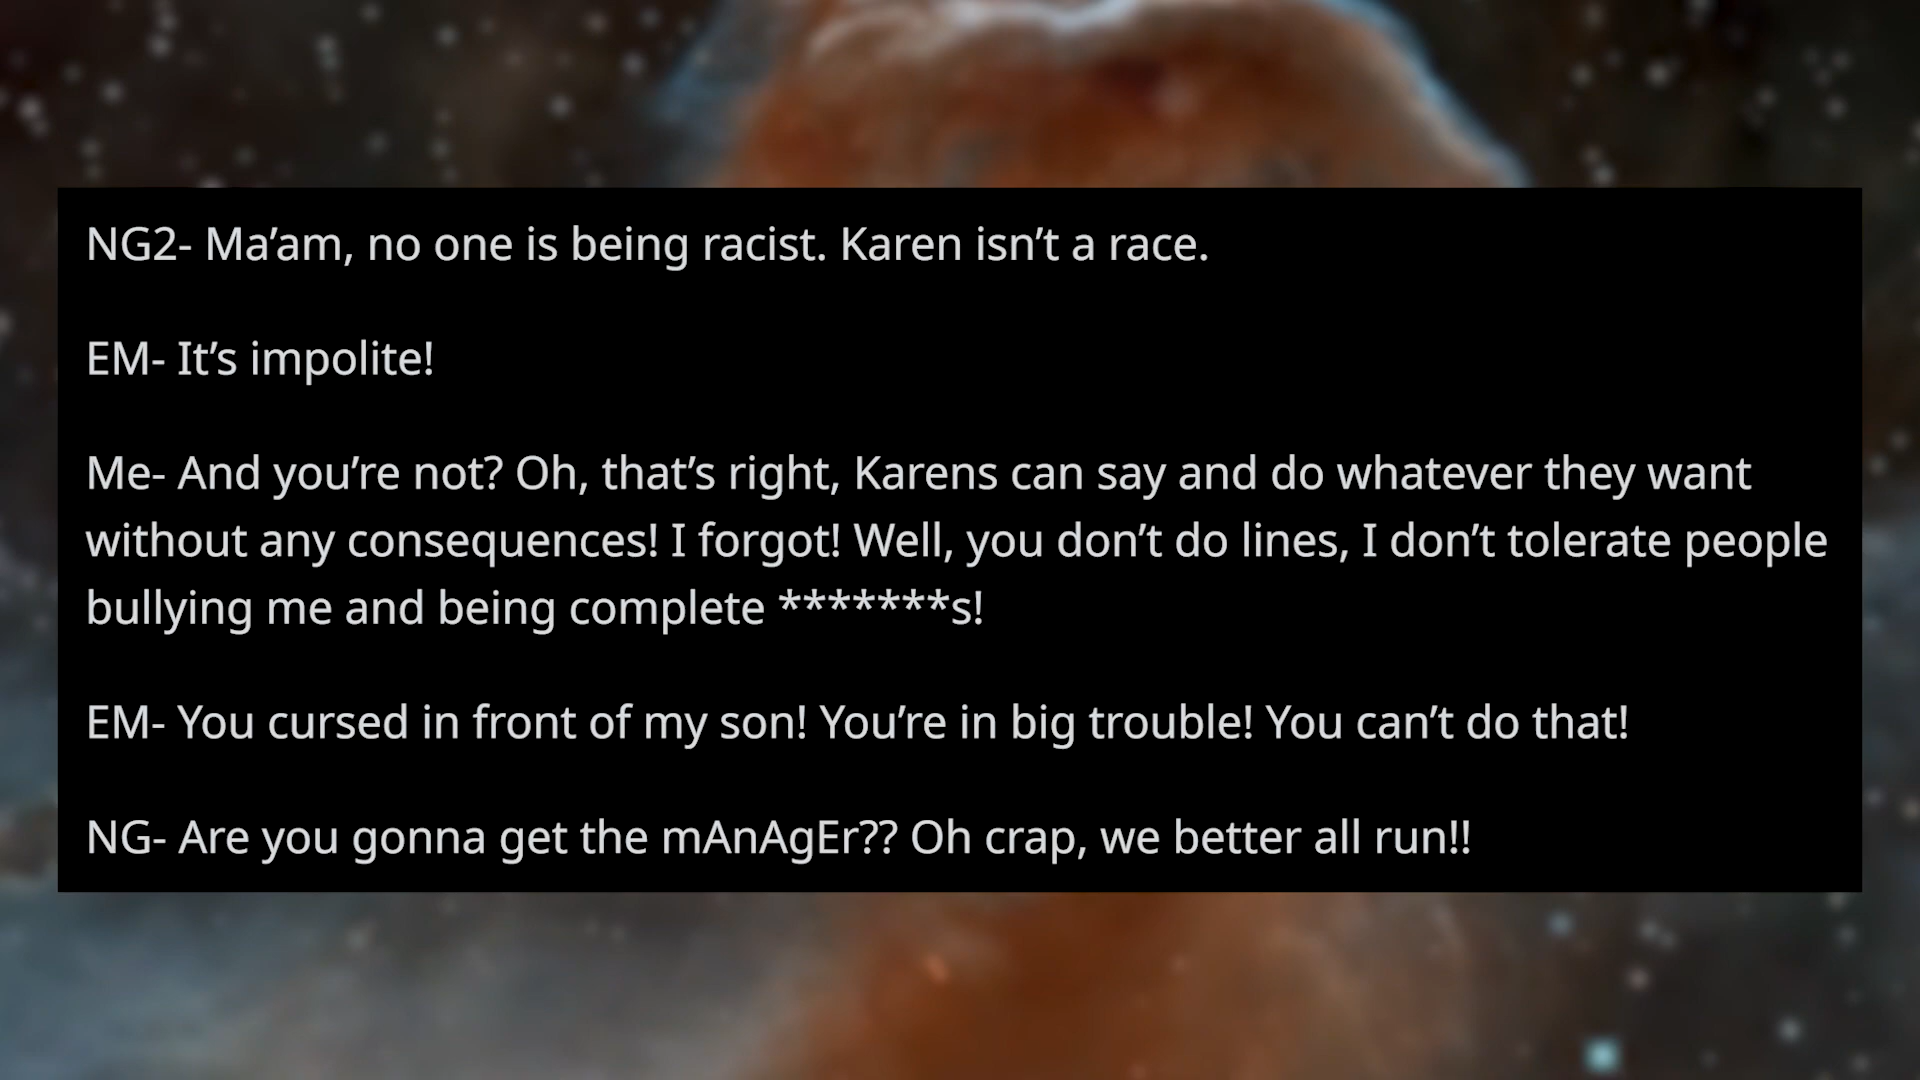 NG2- Ma’am, no one is being racist. Karen isn’t a race.
EM- It’s impolite!
Me- And you’re not? Oh, that’s right, Karens can say and do whatever they want
without any consequences! I forgot! Well, you don’t do lines, I don’t tolerate people
bullying me and being complete *******s!
EM- You cursed in front of my son! You’re in big trouble! You can’t do that!
NG- Are you gonna get the mAnAgEr?? Oh crap, we better all run!!